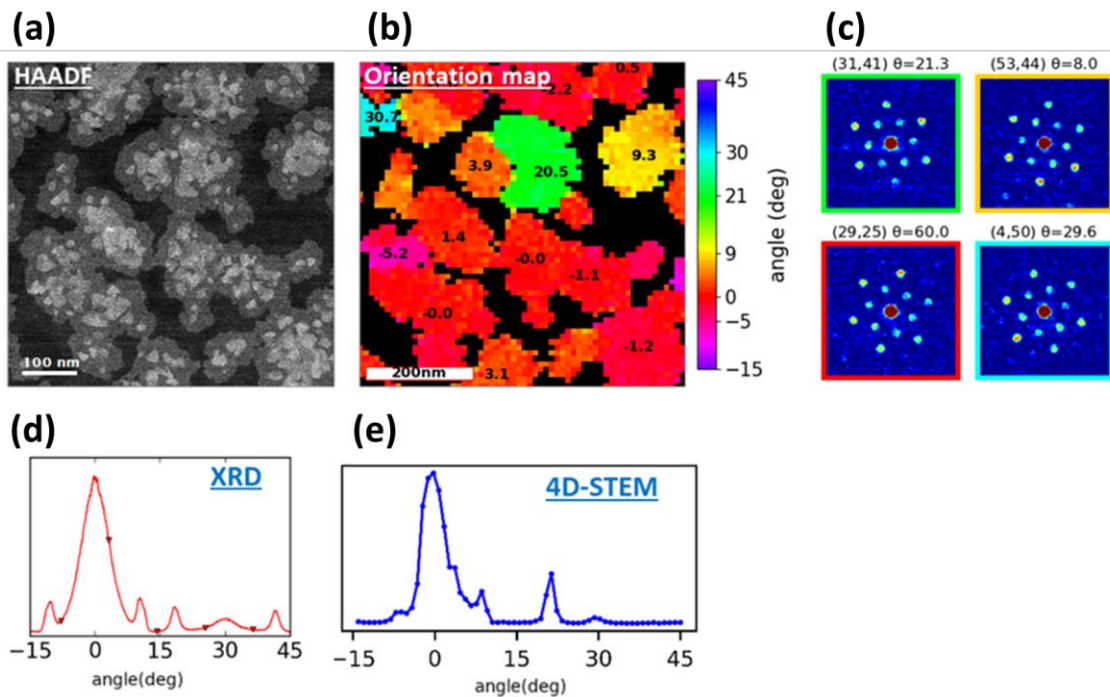 (a)
(b)
(c)
HAADF
100 nm
Orientation map
0.5
-2.2
30.7
3.9
20.5
9.3
1.4
-5.2
-0.0
-1.1
-0.0
-1.2
3.1
200nm
45
30
21
9
0
−5
−15
angle (deg)
(31,41) θ=21.3
(53,44) θ=8.0
(29,25) θ=60.0
(4,50) θ=29.6
(d)
XRD
−15 0 15 30 45
angle(deg)
(e)
4D-STEM
−15 0 15 30 45
angle(deg)